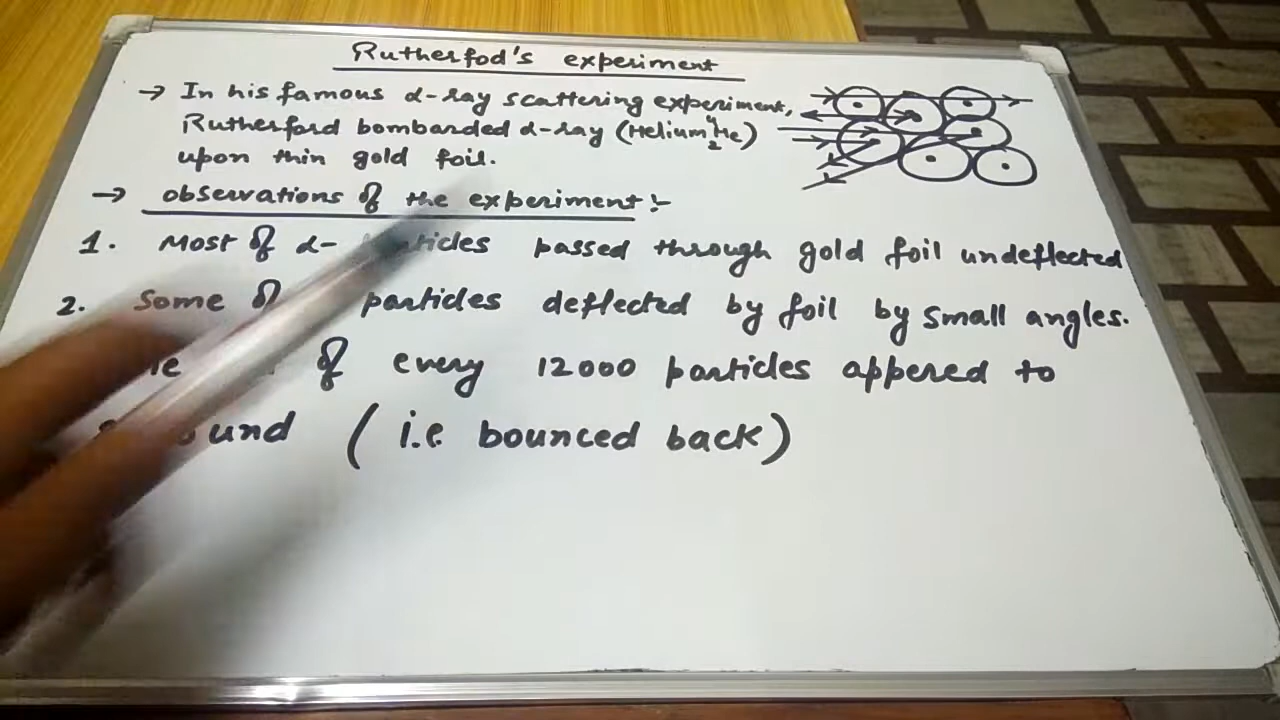 Rutherfod's experiment
→ In his famous α-ray scattering experiment,
Rutherford bombarded α-ray (Helium ⁴₂He)
upon thin gold foil.
→ observations of the experiment:-
1. Most of α- passed through gold foil undeflected
2. Some of particles deflected by foil by small angles.
of every 12000 particles appered to
(i.e bounced back)